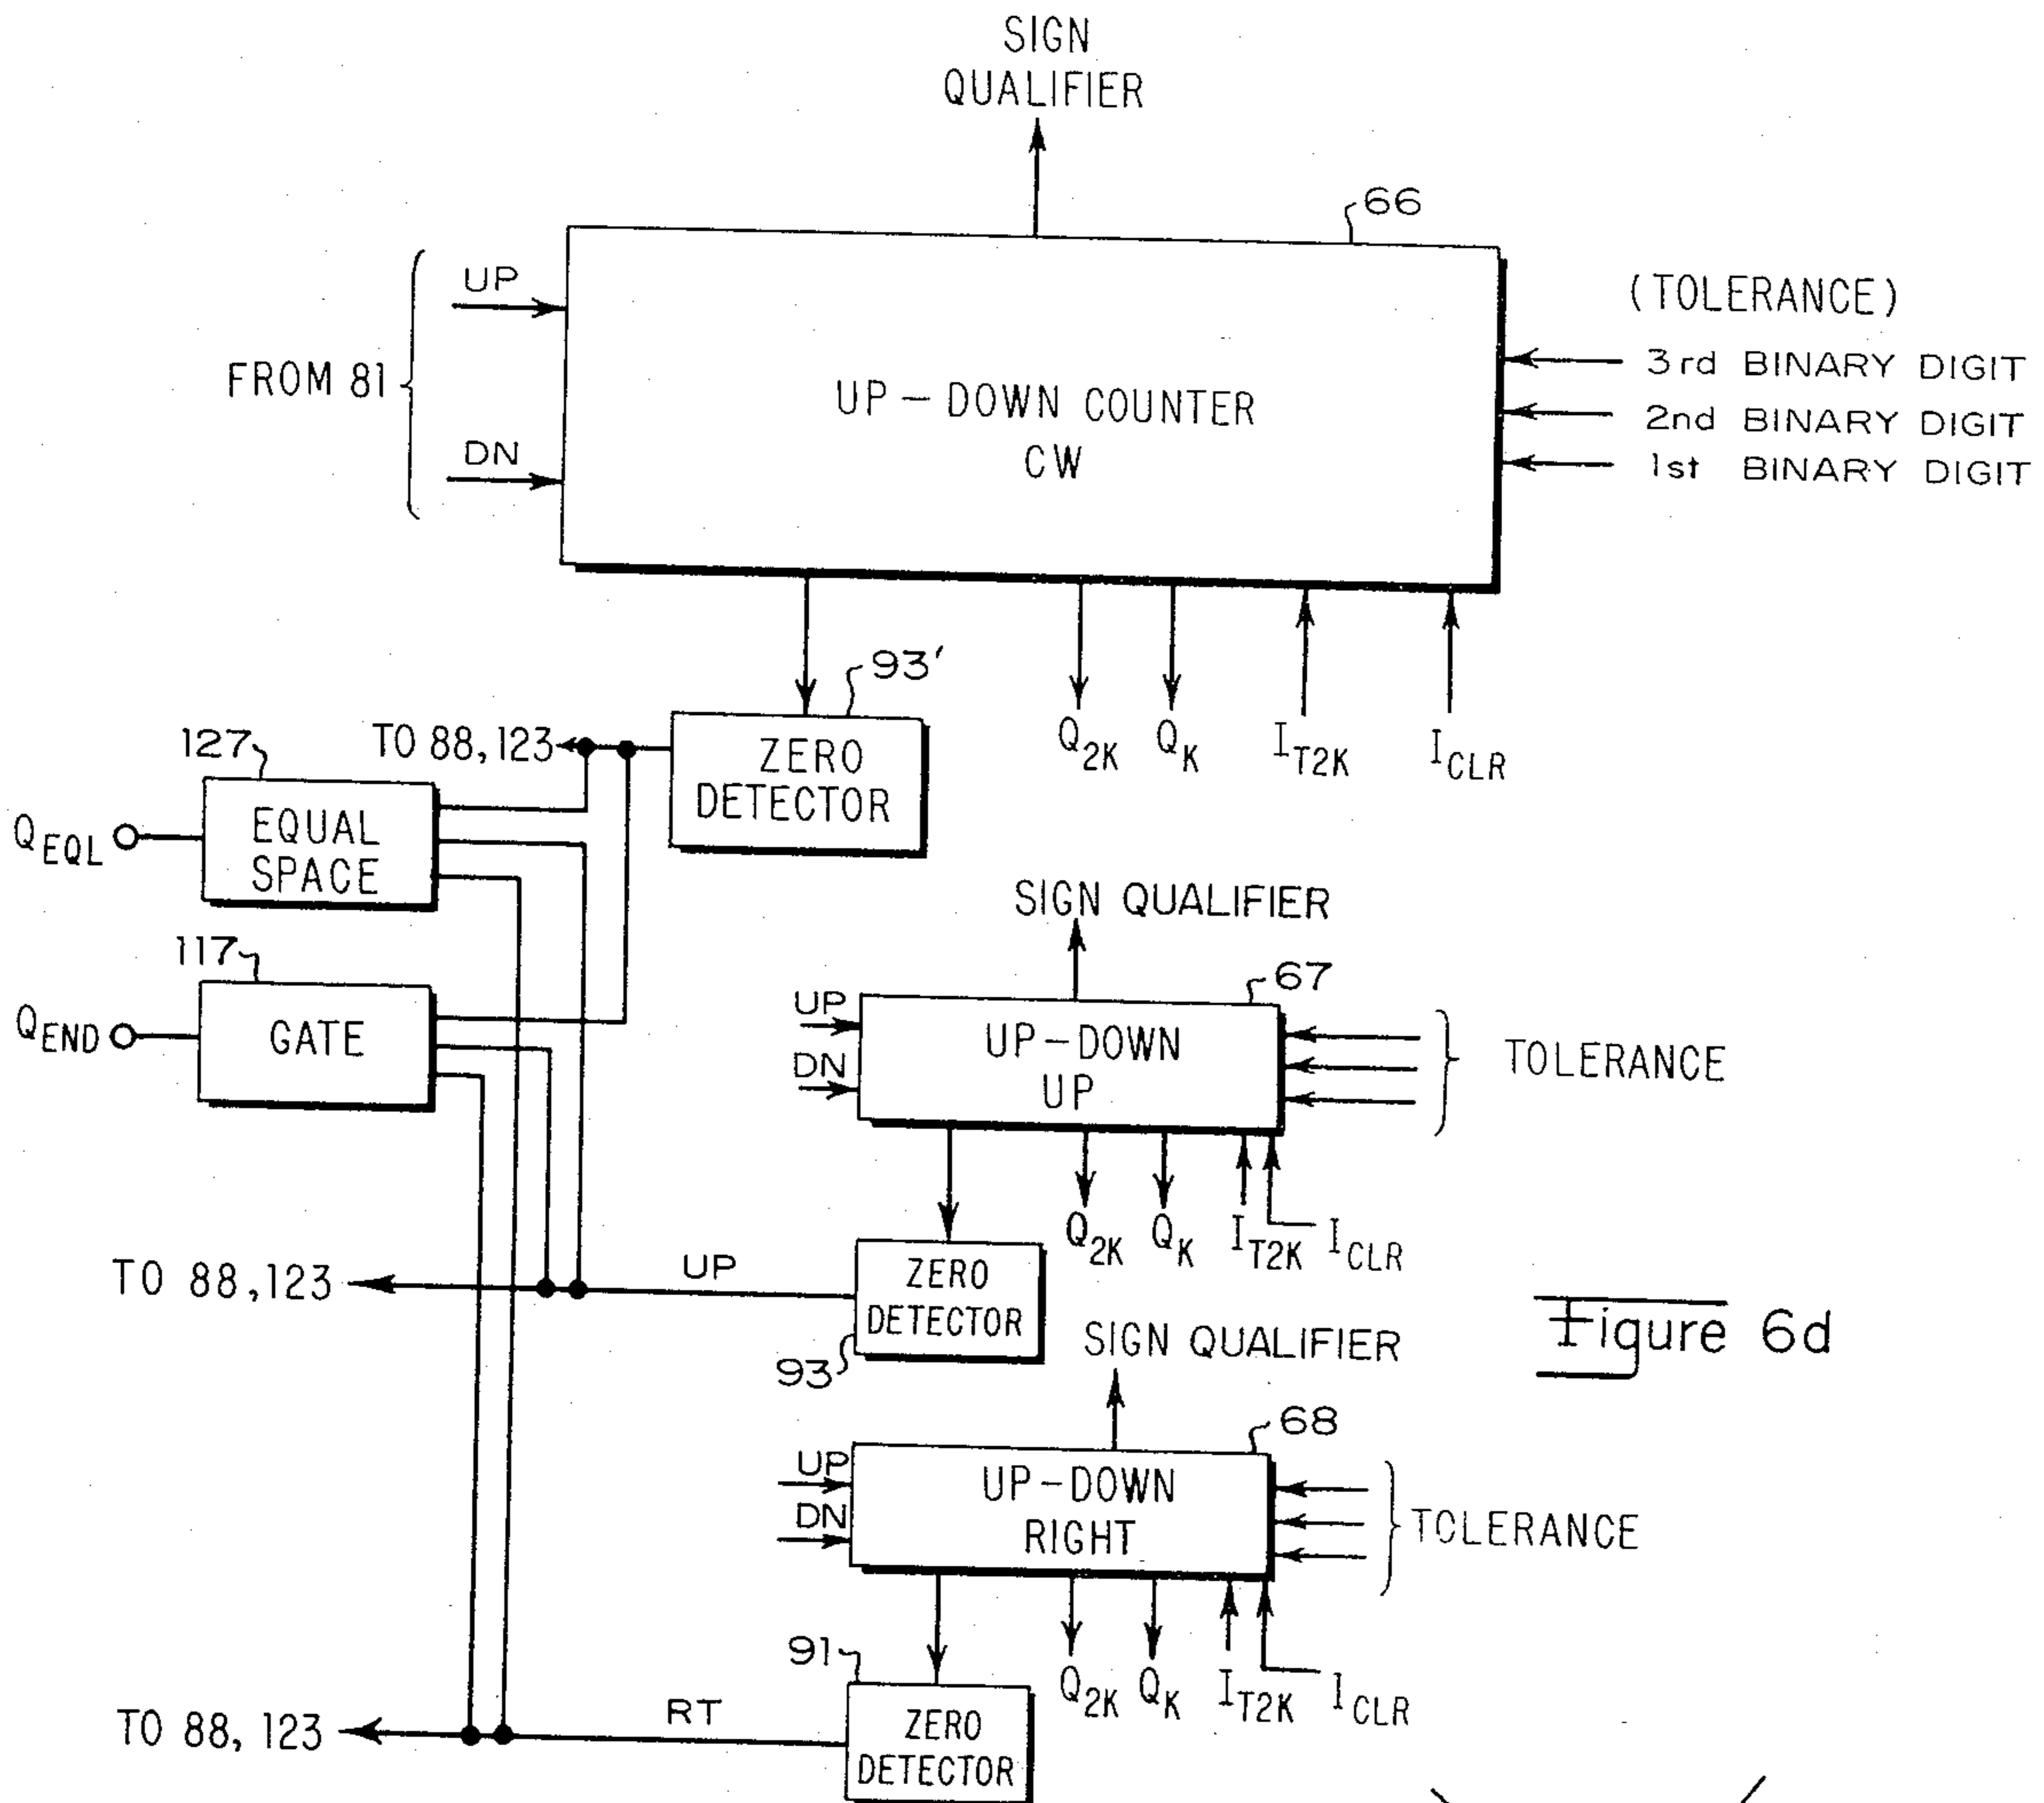 SIGN
QUALIFIER
66
UP
(TOLERANCE)
3rd BINARY DIGIT
FROM 81
UP-DOWN COUNTER
CW
2nd BINARY DIGIT
DN
1st BINARY DIGIT
93'
127
TO 88,123
ZERO
DETECTOR
Q2K
QK
IT2K
ICLR
QEQL
EQUAL
SPACE
SIGN QUALIFIER
117
67
QEND
GATE
UP
DN
UP-DOWN
UP
TOLERANCE
Q2K
QK
IT2K
ICLR
TO 88,123
UP
ZERO
DETECTOR
93
Figure 6d
SIGN QUALIFIER
68
UP
DN
UP-DOWN
RIGHT
TOLERANCE
91
Q2K
QK
IT2K
ICLR
TO 88, 123
RT
ZERO
DETECTOR